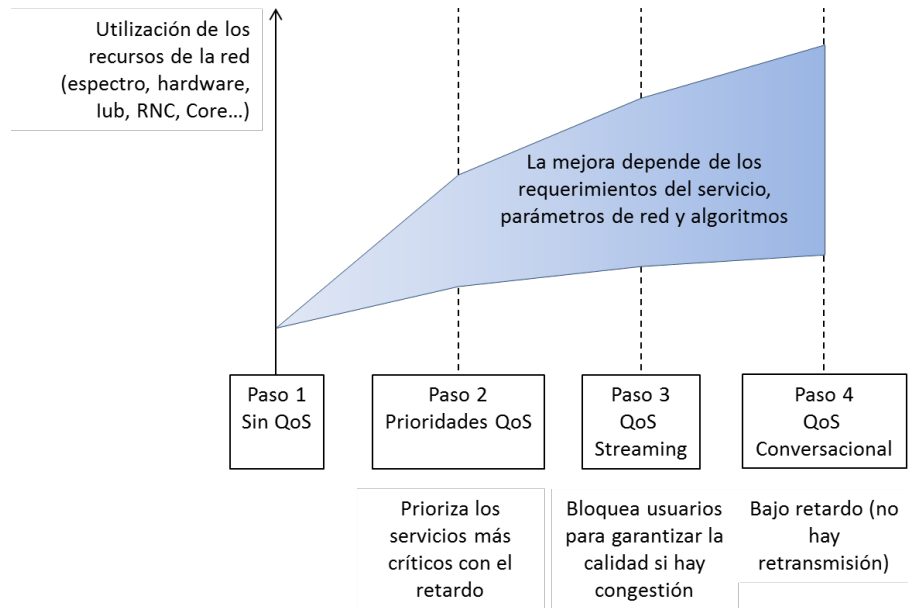 Utilización de los
recursos de la red
(espectro, hardware,
Iub, RNC, Core…)
La mejora depende de los
requerimientos del servicio,
parámetros de red y algoritmos
Paso 1
Sin QoS
Paso 2
Prioridades QoS
Paso 3
QoS
Streaming
Paso 4
QoS
Conversacional
Prioriza los
servicios más
críticos con el
retardo
Bloquea usuarios
para garantizar la
calidad si hay
congestión
Bajo retardo (no
hay
retransmisión)